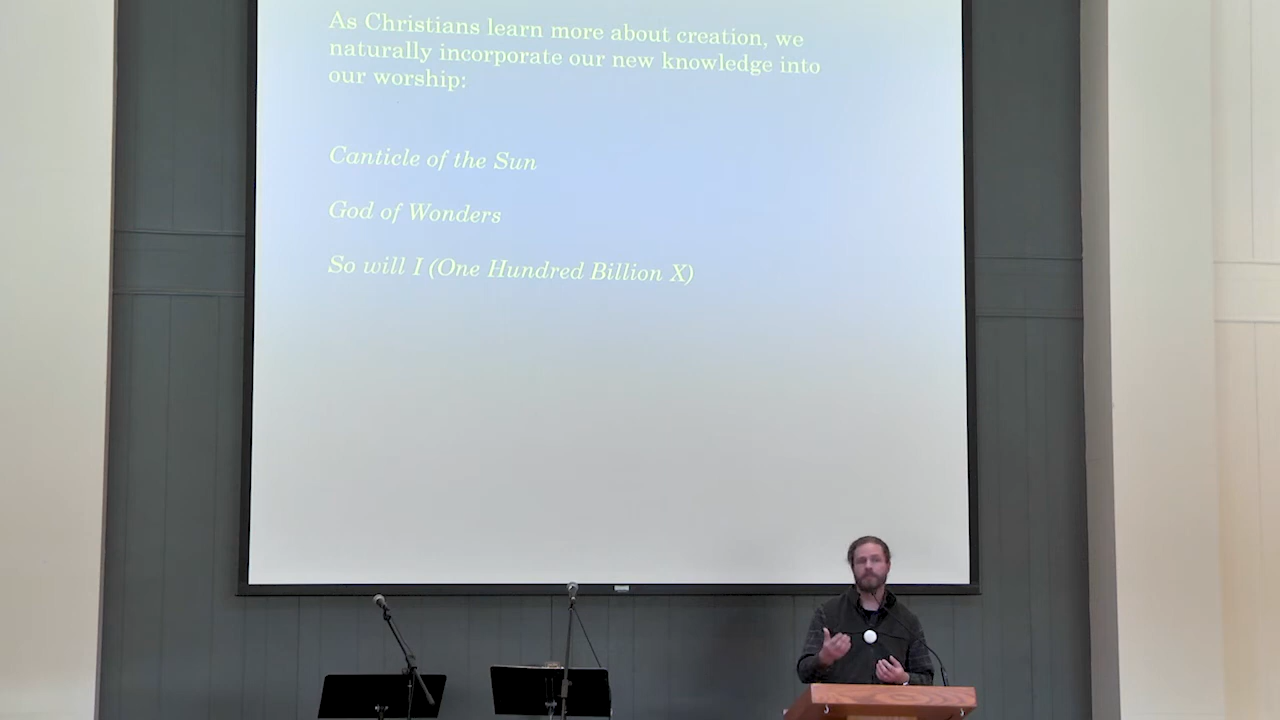 As Christians learn more about creation, we
naturally incorporate our new knowledge into
our worship:
Canticle of the Sun
God of Wonders
So will I (One Hundred Billion X)